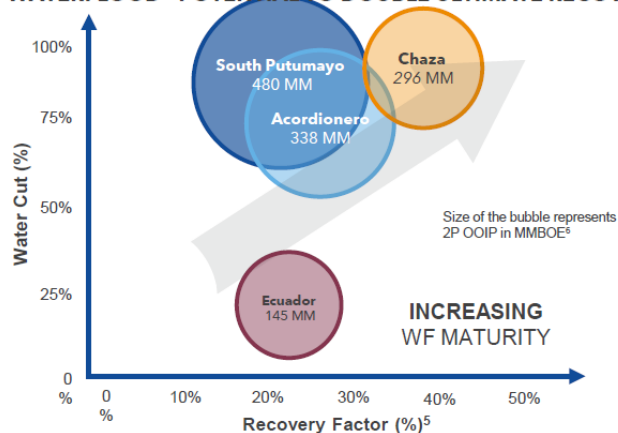 100%
75%
50%
25%
0
%
Water Cut (%)
South Putumayo
480 MM
Acordionero
338 MM
Chaza
296 MM
Ecuador
145 MM
Size of the bubble represents
2P OOIP in MMBOE⁶
INCREASING
WF MATURITY
0
%
10%
20%
30%
40%
50%
Recovery Factor (%)⁵